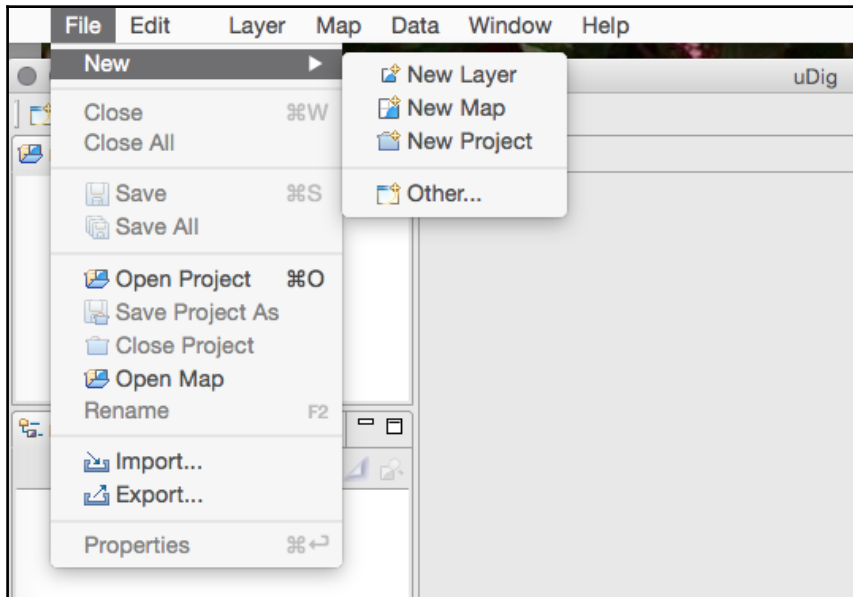 File Edit Layer Map Data Window Help
uDig
New ▶
New Layer
New Map
New Project
Other...
Close ⌘W
Close All
Save ⌘S
Save All
Open Project ⌘O
Save Project As
Close Project
Open Map
Rename F2
Import...
Export...
Properties ⌘↩